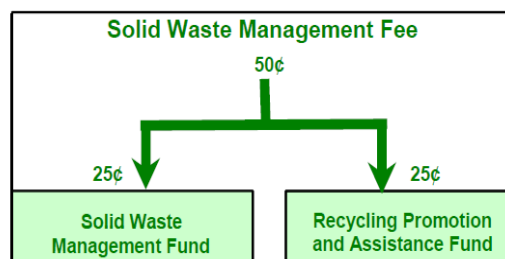 Solid Waste Management Fee
50¢
25¢ 25¢
Solid Waste
Management Fund
Recycling Promotion
and Assistance Fund